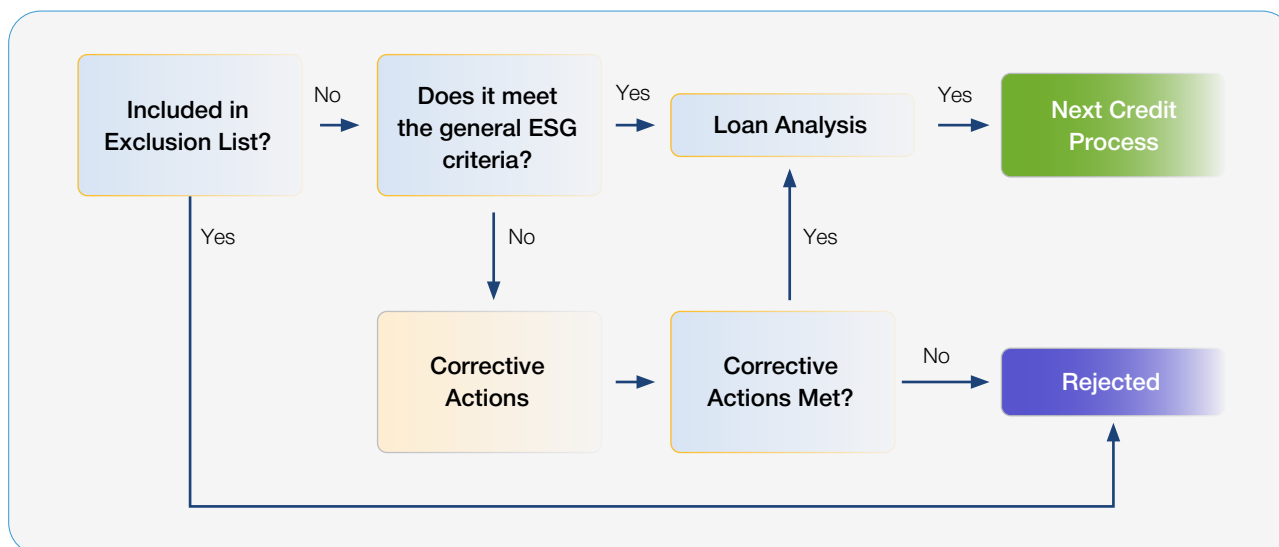 Included in
Exclusion List?
No
Does it meet
the general ESG
criteria?
Yes
Loan Analysis
Yes
Next Credit
Process
Yes
No
Yes
Corrective
Actions
Corrective
Actions Met?
No
Rejected